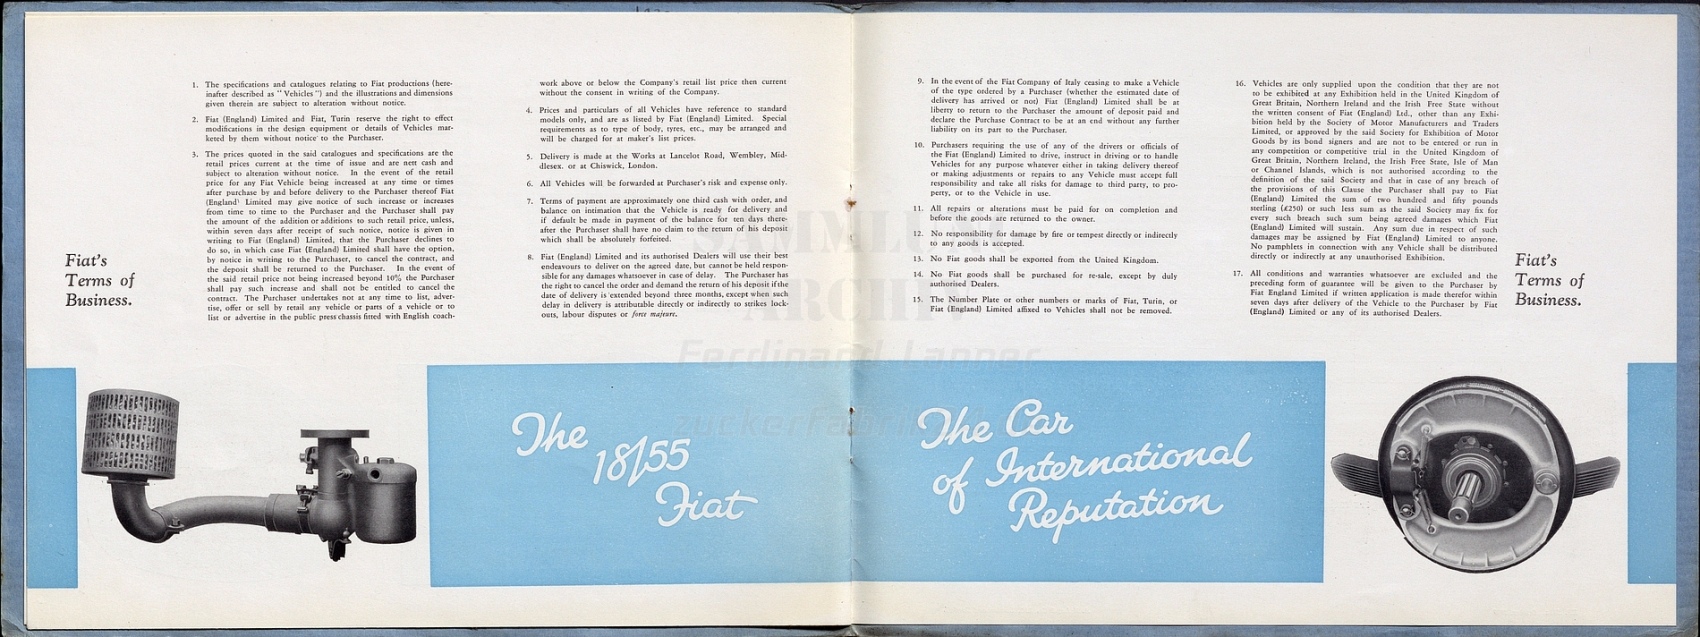 Fiat's
Terms of
Business.
1. The specifications and catalogues relating to Fiat productions (here-
inafter described as "Vehicles") and the illustrations and dimensions
given therein are subject to alteration without notice.
2. Fiat (England) Limited and Fiat, Turin reserve the right to effect
modifications in the design equipment or details of Vehicles mar-
keted by them without notice to the Purchaser.
3. The prices quoted in the said catalogues and specifications are the
retail prices current at the time of issue and are nett cash and
subject to alteration without notice. In the event of the retail
price for any Fiat Vehicle being increased at any time or times
after purchase by and before delivery to the Purchaser thereof Fiat
(England) Limited may give notice of such increase or increases
from time to time to the Purchaser and the Purchaser shall pay
the amount of the addition or additions to such retail price, unless,
within seven days after receipt of such notice, notice is given in
writing to Fiat (England) Limited, that the Purchaser declines to
do so, in which case Fiat (England) Limited shall have the option,
by notice in writing to the Purchaser, to cancel the contract, and
the deposit shall be returned to the Purchaser. In the event of
the said retail price not being increased beyond 10% the Purchaser
shall pay such increase and shall not be entitled to cancel the
contract. The Purchaser undertakes not at any time to list, adver-
tise, offer or sell by retail any vehicle or parts of a vehicle or to
list or advertise in the public press chassis fitted with English coach-
work above or below the Company's retail list price then current
without the consent in writing of the Company.
4. Prices and particulars of all Vehicles have reference to standard
models only, and are as listed by Fiat (England) Limited. Special
requirements as to type of body, tyres, etc., may be arranged and
will be charged for at maker's list prices.
5. Delivery is made at the Works at Lancelot Road, Wembley, Mid-
dlesex, or at Chiswick, London.
6. All Vehicles will be forwarded at Purchaser's risk and expense only.
7. Terms of payment are approximately one third cash with order, and
balance on intimation that the Vehicle is ready for delivery and
if default be made in payment of the balance for ten days there-
after the Purchaser shall have no claim to the return of his deposit
which shall be absolutely forfeited.
8. Fiat (England) Limited and its authorised Dealers will use their best
endeavours to deliver on the agreed date, but cannot be held respon-
sible for any damages whatsoever in case of delay. The Purchaser has
the right to cancel the order and demand the return of his deposit if the
date of delivery is extended beyond three months, except when such
delay in delivery is attributable directly or indirectly to strikes lock-
outs, labour disputes or force majeure.
9. In the event of the Fiat Company of Italy ceasing to make a Vehicle
of the type ordered by a Purchaser (whether the estimated date of
delivery has arrived or not) Fiat (England) Limited shall be at
liberty to return to the Purchaser the amount of deposit paid and
declare the Purchase Contract to be at an end without any further
liability on its part to the Purchaser.
10. Purchasers requiring the use of any of the drivers or officials of
the Fiat (England) Limited to drive, instruct in driving or to handle
Vehicles for any purpose whatever either in taking delivery thereof
or making adjustments or repairs to any Vehicle must accept full
responsibility and take all risks for damage to third party, to pro-
perty, or to the Vehicle in use.
11. All repairs or alterations must be paid for on completion and
before the goods are returned to the owner.
12. No responsibility for damage by fire or tempest directly or indirectly
to any goods is accepted.
13. No Fiat goods shall be exported from the United Kingdom.
14. No Fiat goods shall be purchased for re-sale, except by duly
authorised Dealers.
15. The Number Plate or other numbers or marks of Fiat, Turin, or
Fiat (England) Limited affixed to Vehicles shall not be removed.
16. Vehicles are only supplied upon the condition that they are not
to be exhibited at any Exhibition held in the United Kingdom of
Great Britain, Northern Ireland and the Irish Free State without
the written consent of Fiat (England) Ltd., other than any Exhi-
bition held by the Society of Motor Manufacturers and Traders
Limited, or approved by the said Society for Exhibition of Motor
Goods by its bond signers and are not to be entered or run in
any competition or competitive trial in the United Kingdom of
Great Britain, Northern Ireland, the Irish Free State, Isle of Man
or Channel Islands, which is not authorised according to the
definition of the said Society and that in case of any breach of
the provisions of this Clause the Purchaser shall pay to Fiat
(England) Limited the sum of two hundred and fifty pounds
sterling (£250) or such less sum as the said Society may fix for
every such breach such sum being agreed damages which Fiat
(England) Limited will sustain. Any sum due in respect of such
damages may be assigned by Fiat (England) Limited to anyone.
No pamphlets in connection with any Vehicle shall be distributed
directly or indirectly at any unauthorised Exhibition.
17. All conditions and warranties whatsoever are excluded and the
preceding form of guarantee will be given to the Purchaser by
Fiat England Limited if written application is made therefor within
seven days after delivery of the Vehicle to the Purchaser by Fiat
(England) Limited or any of its authorised Dealers.
Fiat's
Terms of
Business.
The
18/55
Fiat
The Car
of International
Reputation
ARCHIV
Ferdinand Lanner